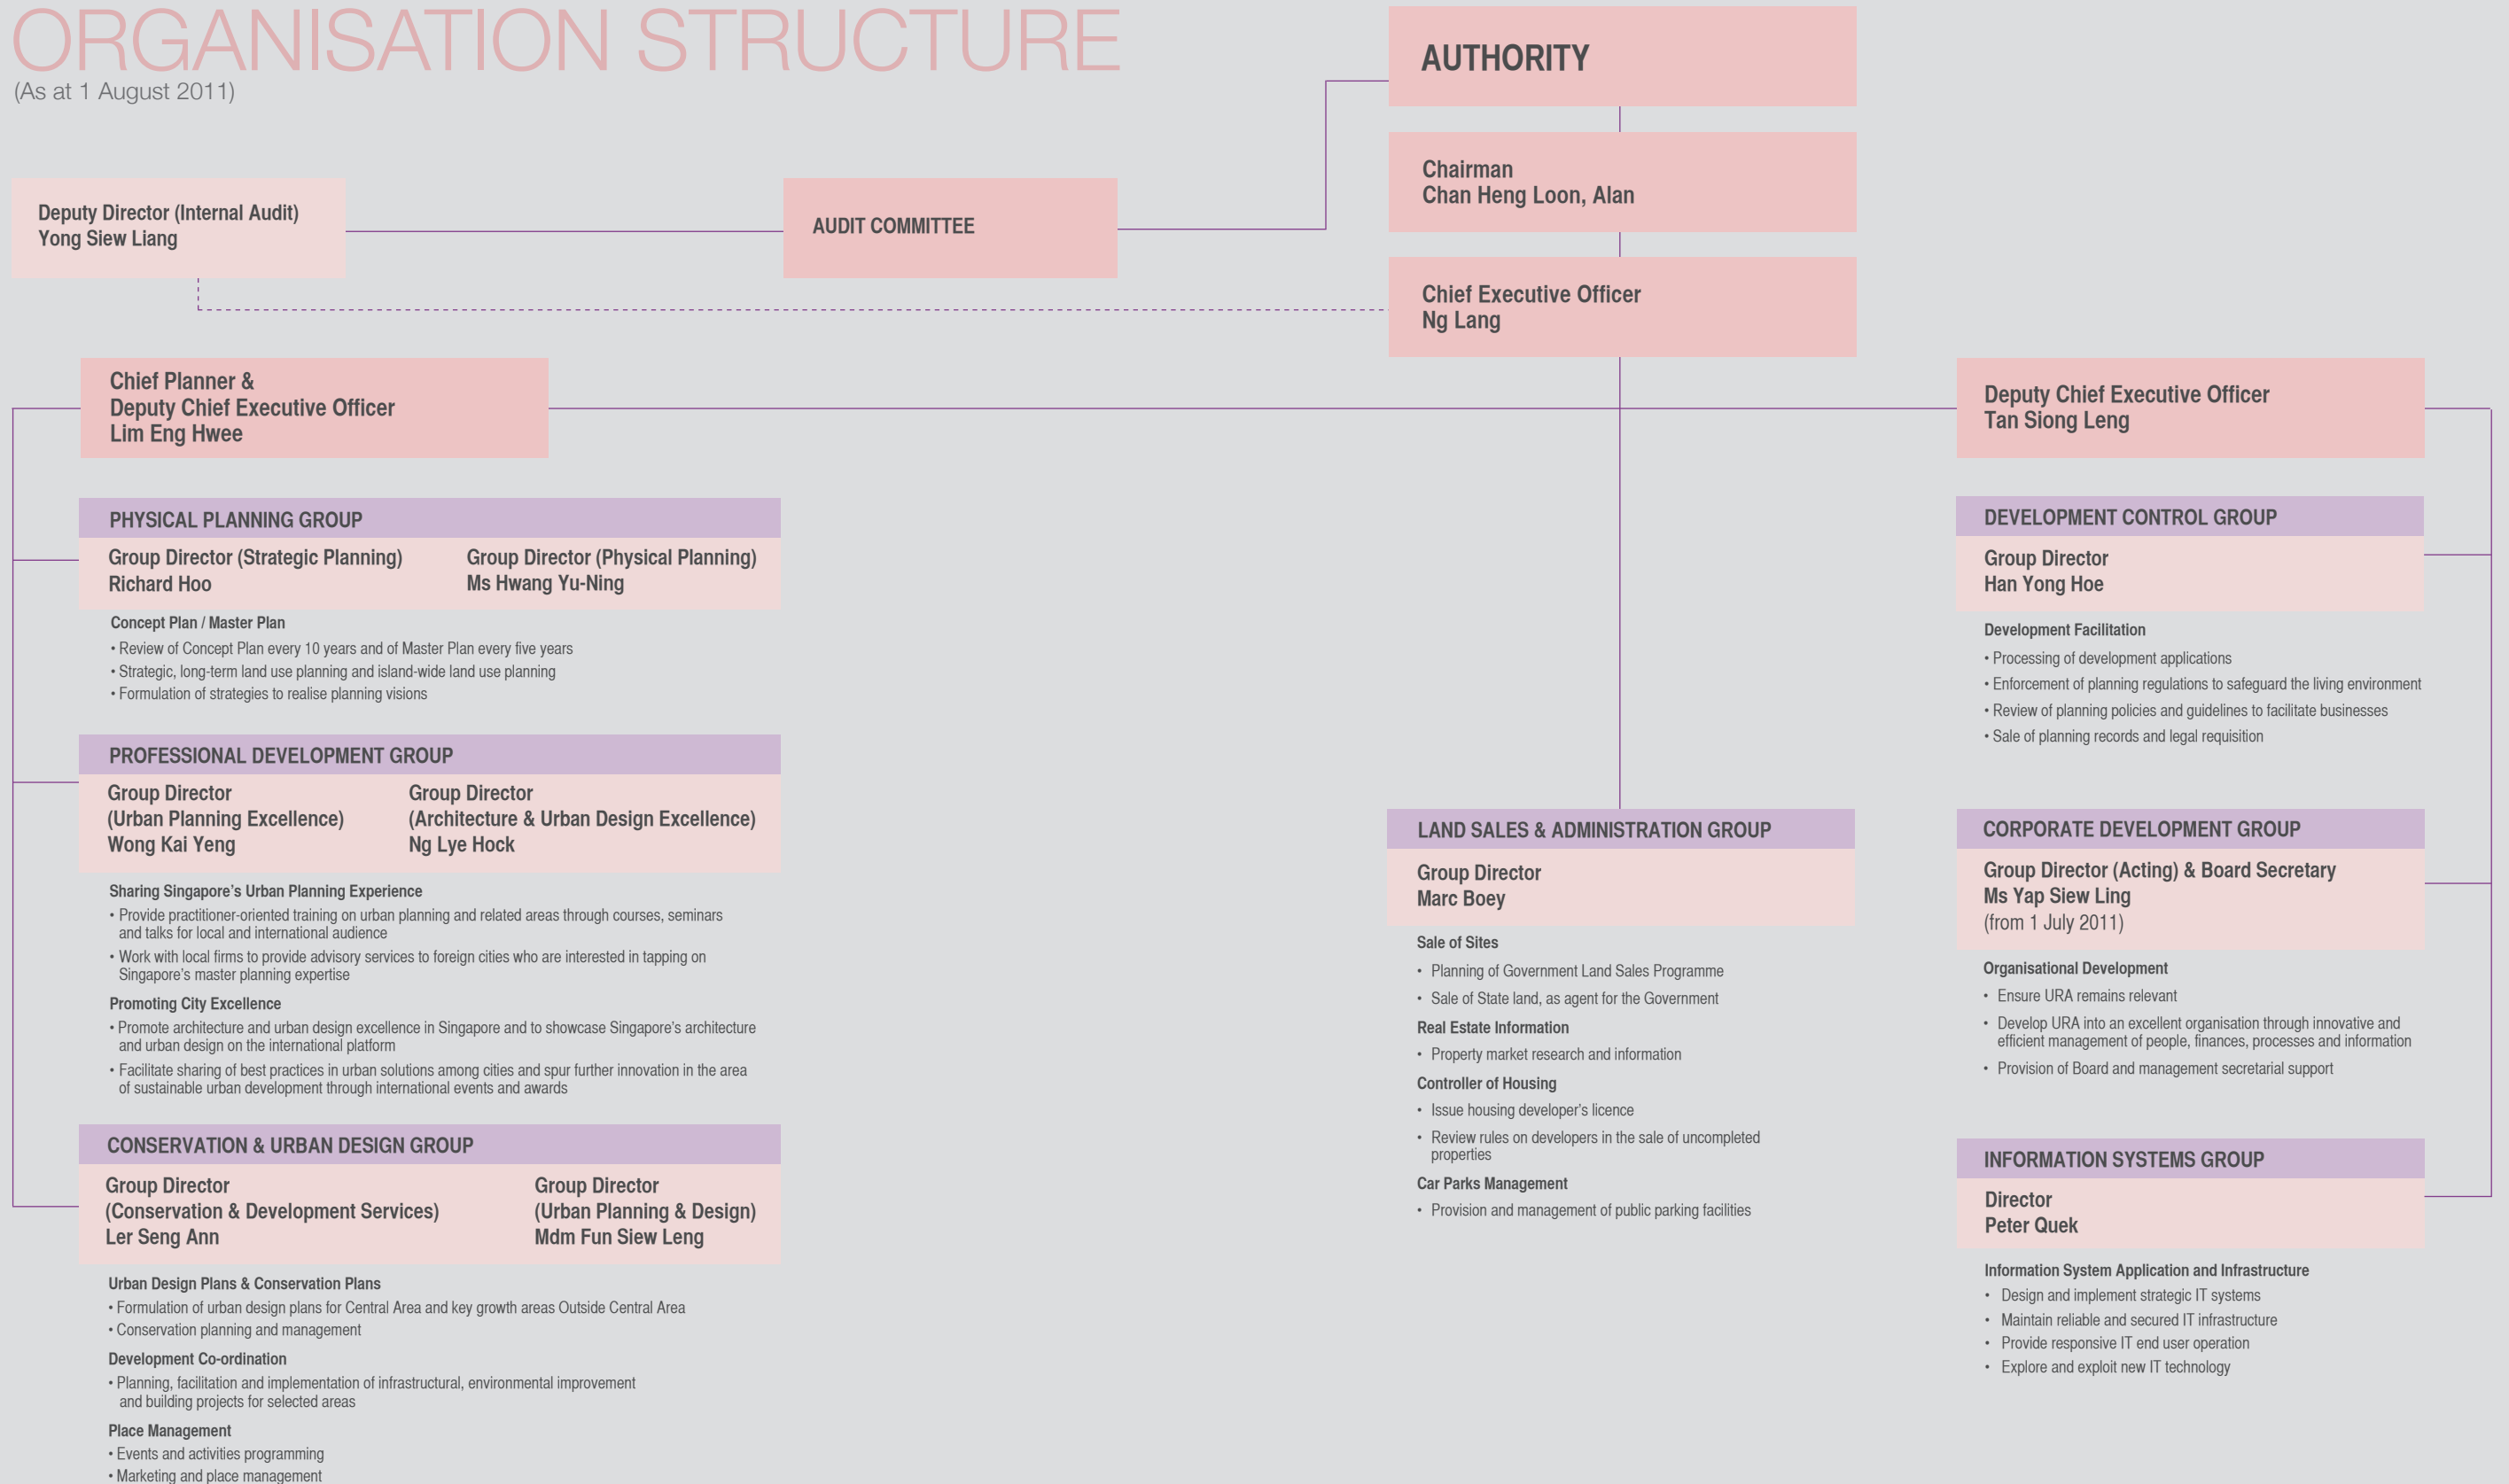 ORGANISATION STRUCTURE
(As at 1 August 2011)
AUTHORITY
Chairman
Chan Heng Loon, Alan
Deputy Director (Internal Audit)
Yong Siew Liang
AUDIT COMMITTEE
Chief Executive Officer
Ng Lang
Chief Planner &
Deputy Chief Executive Officer
Lim Eng Hwee
Deputy Chief Executive Officer
Tan Siong Leng
PHYSICAL PLANNING GROUP
Group Director (Strategic Planning)
Richard Hoo
Group Director (Physical Planning)
Ms Hwang Yu-Ning
Concept Plan / Master Plan
• Review of Concept Plan every 10 years and of Master Plan every five years
• Strategic, long-term land use planning and island-wide land use planning
• Formulation of strategies to realise planning visions
PROFESSIONAL DEVELOPMENT GROUP
Group Director
(Urban Planning Excellence)
Wong Kai Yeng
Group Director
(Architecture & Urban Design Excellence)
Ng Lye Hock
Sharing Singapore's Urban Planning Experience
• Provide practitioner-oriented training on urban planning and related areas through courses, seminars
and talks for local and international audience
• Work with local firms to provide advisory services to foreign cities who are interested in tapping on
Singapore's master planning expertise
Promoting City Excellence
• Promote architecture and urban design excellence in Singapore and to showcase Singapore's architecture
and urban design on the international platform
• Facilitate sharing of best practices in urban solutions among cities and spur further innovation in the area
of sustainable urban development through international events and awards
CONSERVATION & URBAN DESIGN GROUP
Group Director
(Conservation & Development Services)
Ler Seng Ann
Group Director
(Urban Planning & Design)
Mdm Fun Siew Leng
Urban Design Plans & Conservation Plans
• Formulation of urban design plans for Central Area and key growth areas Outside Central Area
• Conservation planning and management
Development Co-ordination
• Planning, facilitation and implementation of infrastructural, environmental improvement
and building projects for selected areas
Place Management
• Events and activities programming
• Marketing and place management
LAND SALES & ADMINISTRATION GROUP
Group Director
Marc Boey
Sale of Sites
• Planning of Government Land Sales Programme
• Sale of State land, as agent for the Government
Real Estate Information
• Property market research and information
Controller of Housing
• Issue housing developer's licence
• Review rules on developers in the sale of uncompleted
properties
Car Parks Management
• Provision and management of public parking facilities
DEVELOPMENT CONTROL GROUP
Group Director
Han Yong Hoe
Development Facilitation
• Processing of development applications
• Enforcement of planning regulations to safeguard the living environment
• Review of planning policies and guidelines to facilitate businesses
• Sale of planning records and legal requisition
CORPORATE DEVELOPMENT GROUP
Group Director (Acting) & Board Secretary
Ms Yap Siew Ling
(from 1 July 2011)
Organisational Development
• Ensure URA remains relevant
• Develop URA into an excellent organisation through innovative and
efficient management of people, finances, processes and information
• Provision of Board and management secretarial support
INFORMATION SYSTEMS GROUP
Director
Peter Quek
Information System Application and Infrastructure
• Design and implement strategic IT systems
• Maintain reliable and secured IT infrastructure
• Provide responsive IT end user operation
• Explore and exploit new IT technology